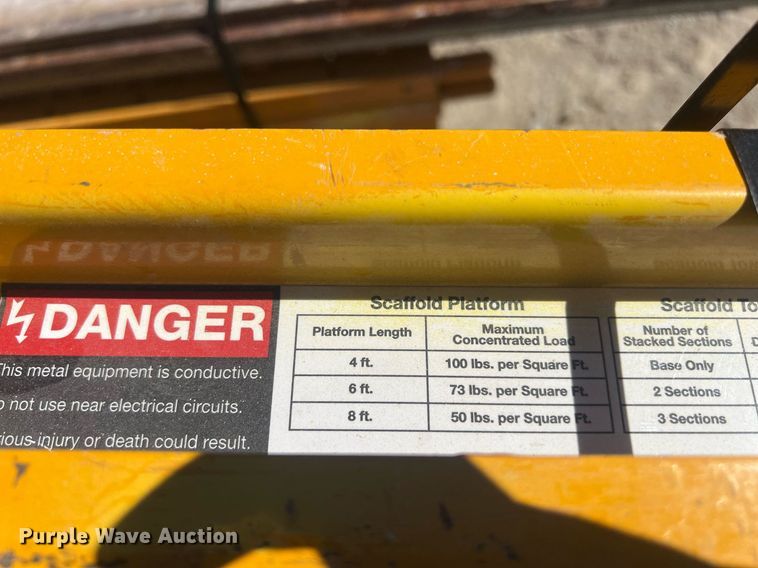 DANGER
This metal equipment is conductive.
o not use near electrical circuits.
rious injury or death could result.
Scaffold Platform
Platform Length Maximum Concentrated Load
4 ft. 100 lbs. per Square Ft.
6 ft. 73 lbs. per Square Ft.
8 ft. 50 lbs. per Square Ft.
Scaffold To
Number of Stacked Sections D
Base Only
2 Sections
3 Sections
Purple Wave Auction